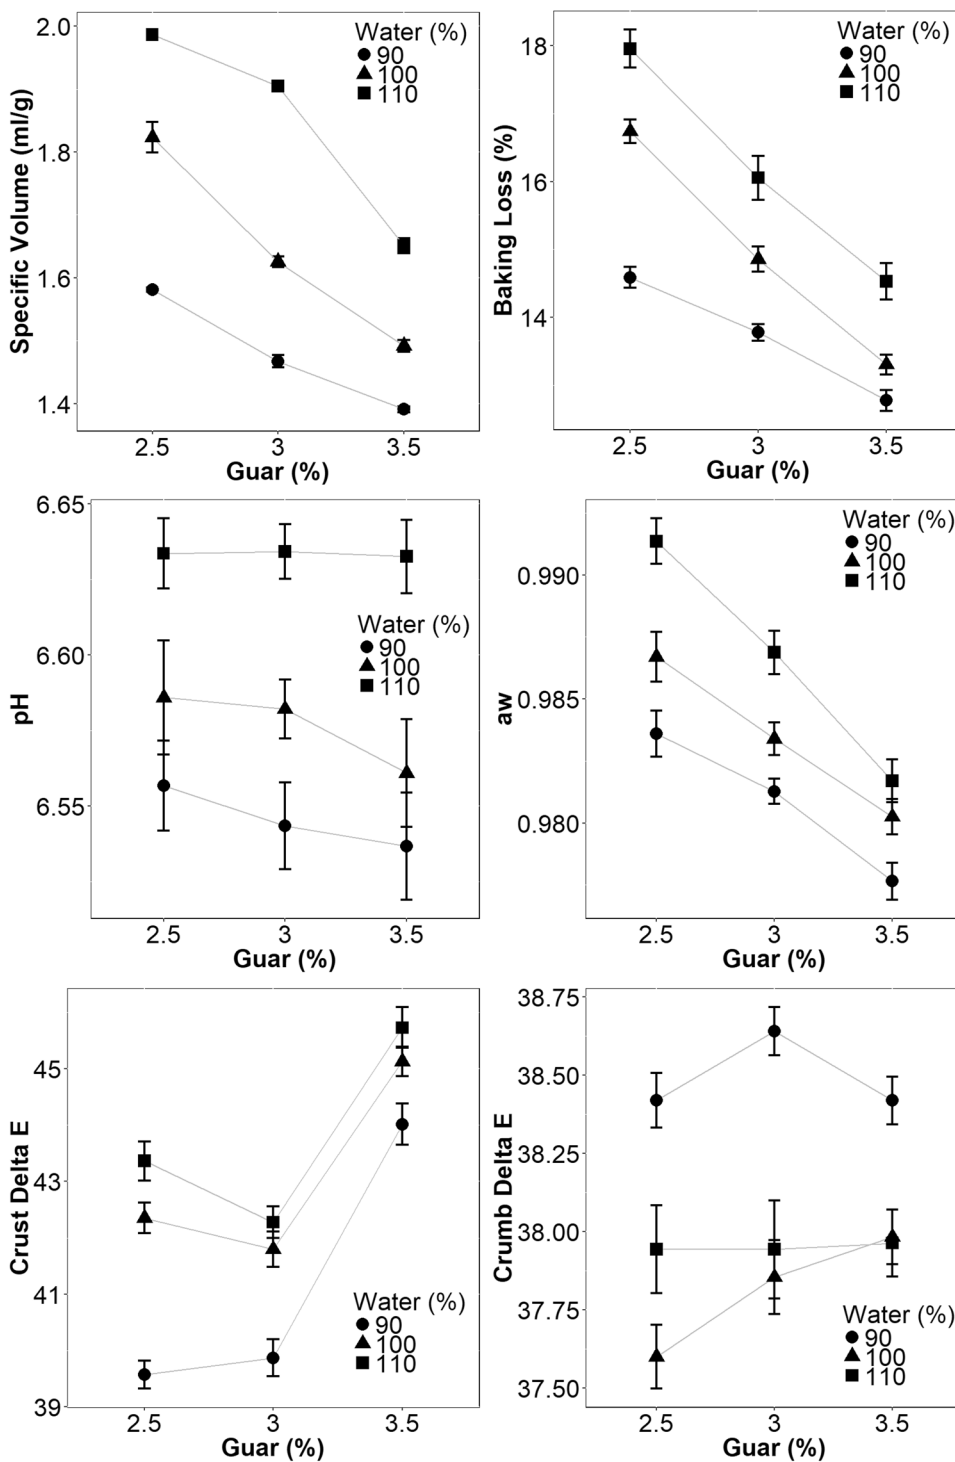 Specific Volume (ml/g)
2.0
1.8
1.6
1.4
Water (%)
90
100
110
2.5 3 3.5
Guar (%)
Baking Loss (%)
18
16
14
Water (%)
90
100
110
2.5 3 3.5
Guar (%)
pH
6.65
6.60
6.55
Water (%)
90
100
110
2.5 3 3.5
Guar (%)
aw
0.990
0.985
0.980
Water (%)
90
100
110
2.5 3 3.5
Guar (%)
Crust Delta E
45
43
41
39
Water (%)
90
100
110
2.5 3 3.5
Guar (%)
Crumb Delta E
38.75
38.50
38.25
38.00
37.75
37.50
Water (%)
90
100
110
2.5 3 3.5
Guar (%)